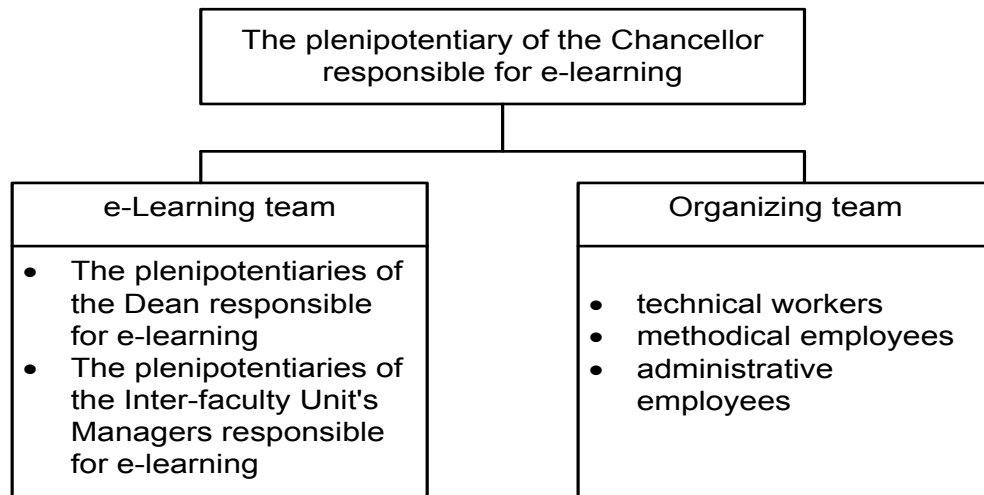 The plenipotentiary of the Chancellor
responsible for e-learning
e-Learning team
• The plenipotentiaries of
the Dean responsible
for e-learning
• The plenipotentiaries of
the Inter-faculty Unit's
Managers responsible
for e-learning
Organizing team
• technical workers
• methodical employees
• administrative
employees